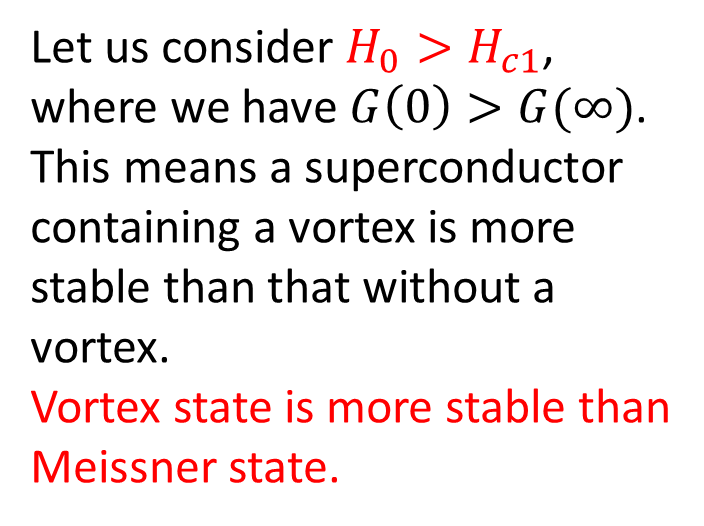 Let us consider H₀ > H_c1,
where we have G(0) > G(∞).
This means a superconductor
containing a vortex is more
stable than that without a
vortex.
Vortex state is more stable than
Meissner state.